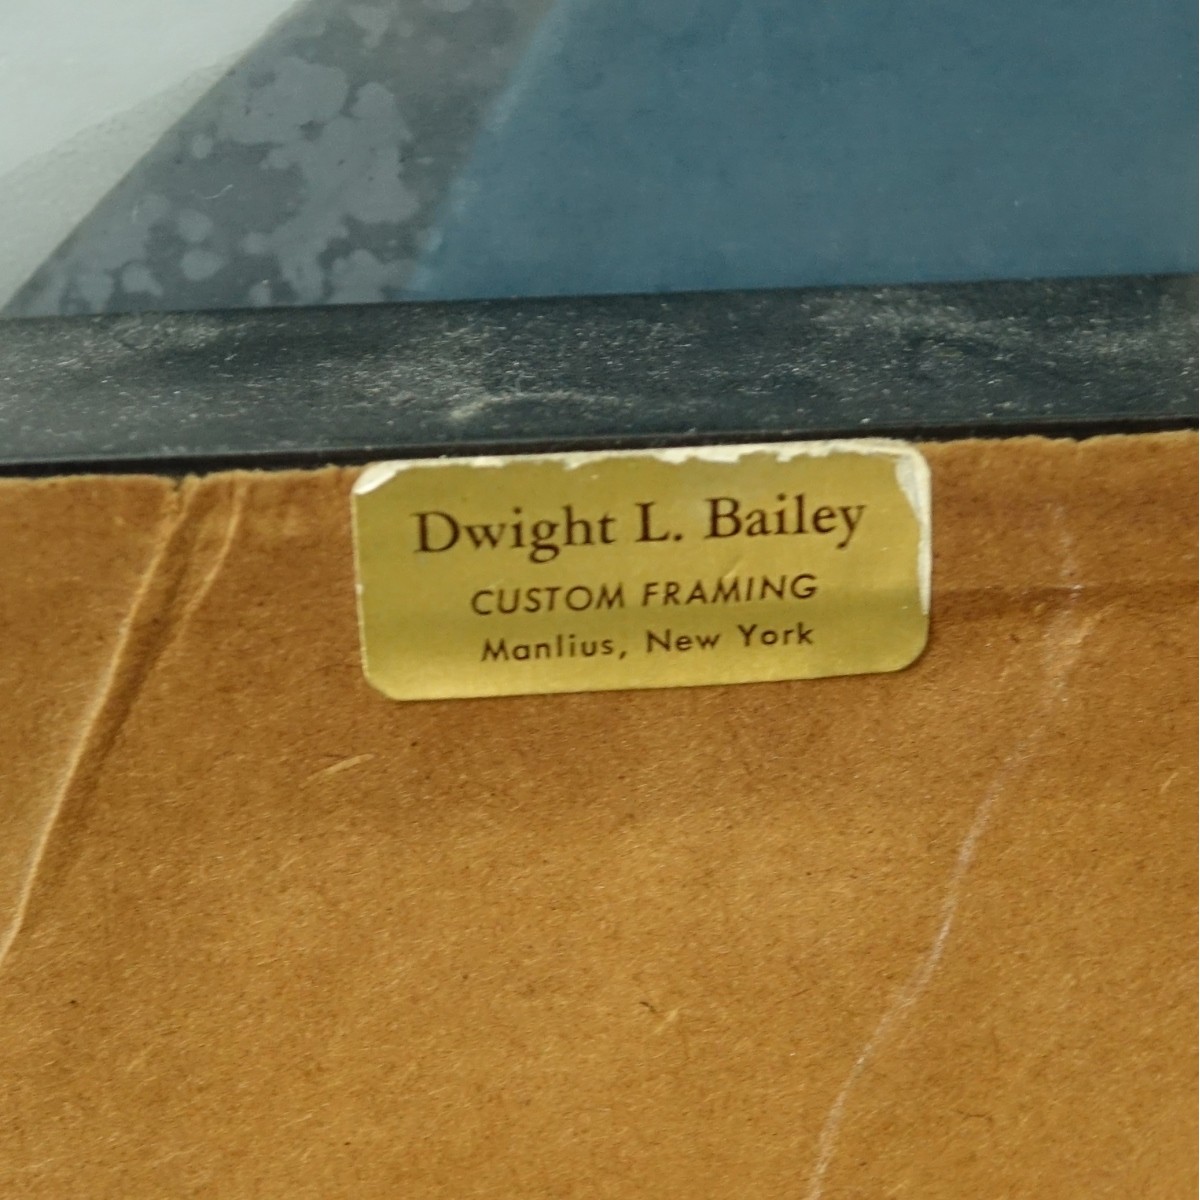 Dwight L. Bailey
CUSTOM FRAMING
Manlius, New York